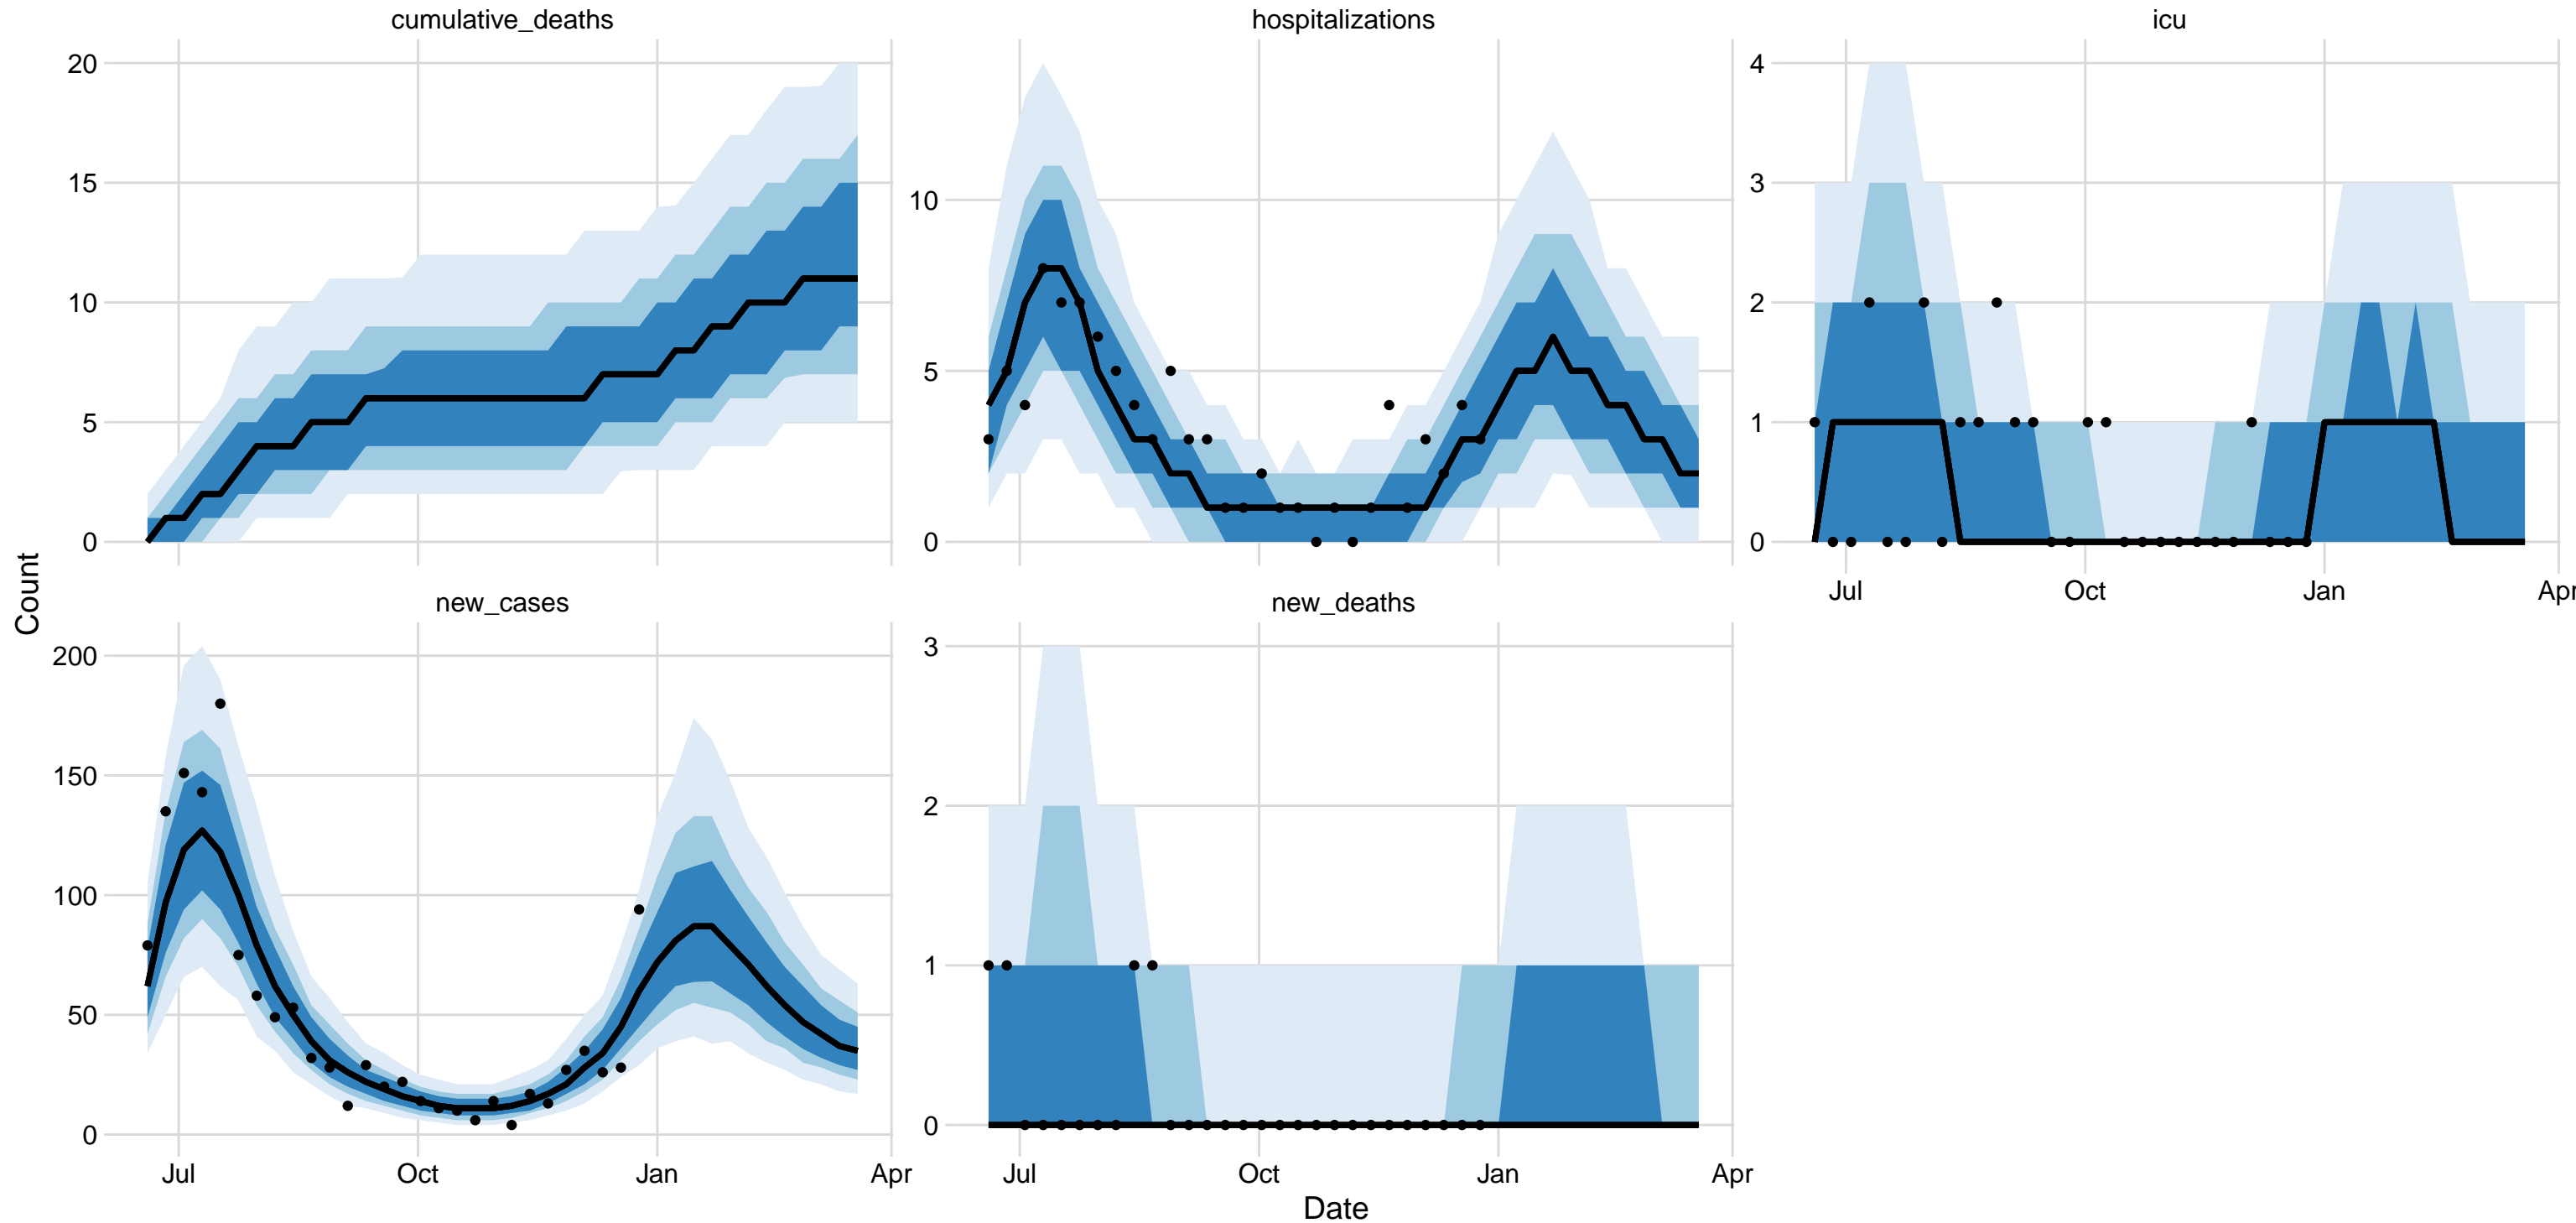 cumulative_deaths
hospitalizations
icu
20
15
10
5
0
10
5
0
4
3
2
1
0
Jul
Oct
Jan
Apr
Count
new_cases
new_deaths
200
150
100
50
0
3
2
1
0
Jul
Oct
Jan
Apr
Jul
Oct
Jan
Apr
Date